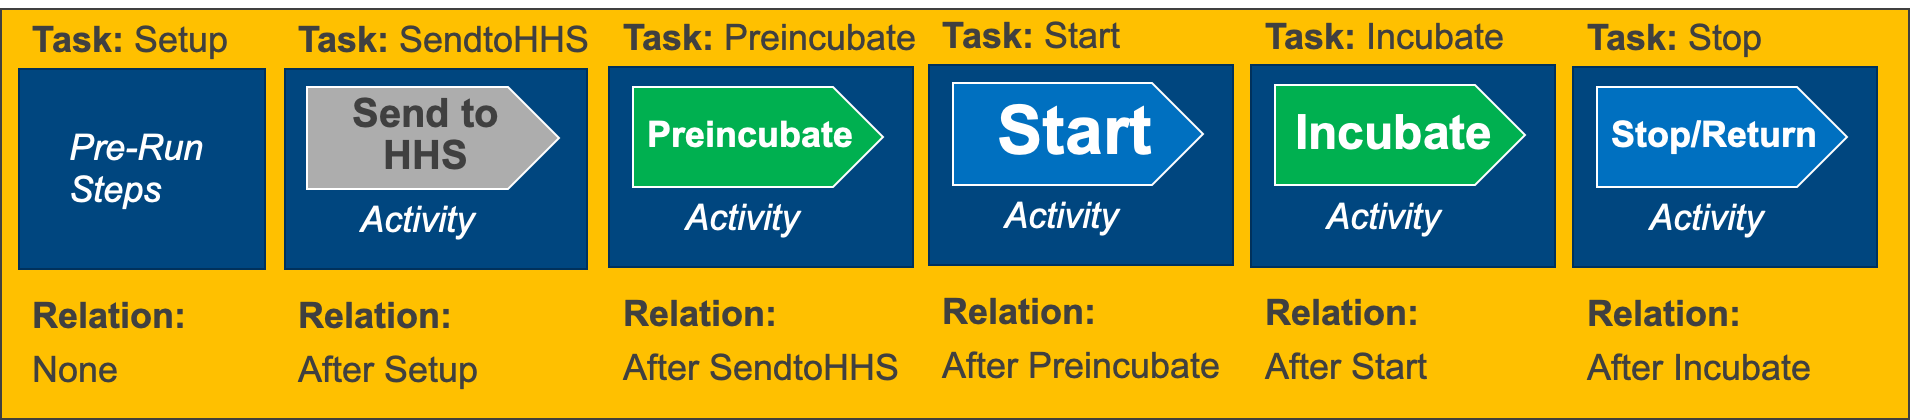 Task: Setup
Pre-Run
Steps
Relation:
None
Task: SendtoHHS
Send to
HHS
Activity
Relation:
After Setup
Task: Preincubate
Preincubate
Activity
Relation:
After SendtoHHS
Task: Start
Start
Activity
Relation:
After Preincubate
Task: Incubate
Incubate
Activity
Relation:
After Start
Task: Stop
Stop/Return
Activity
Relation:
After Incubate